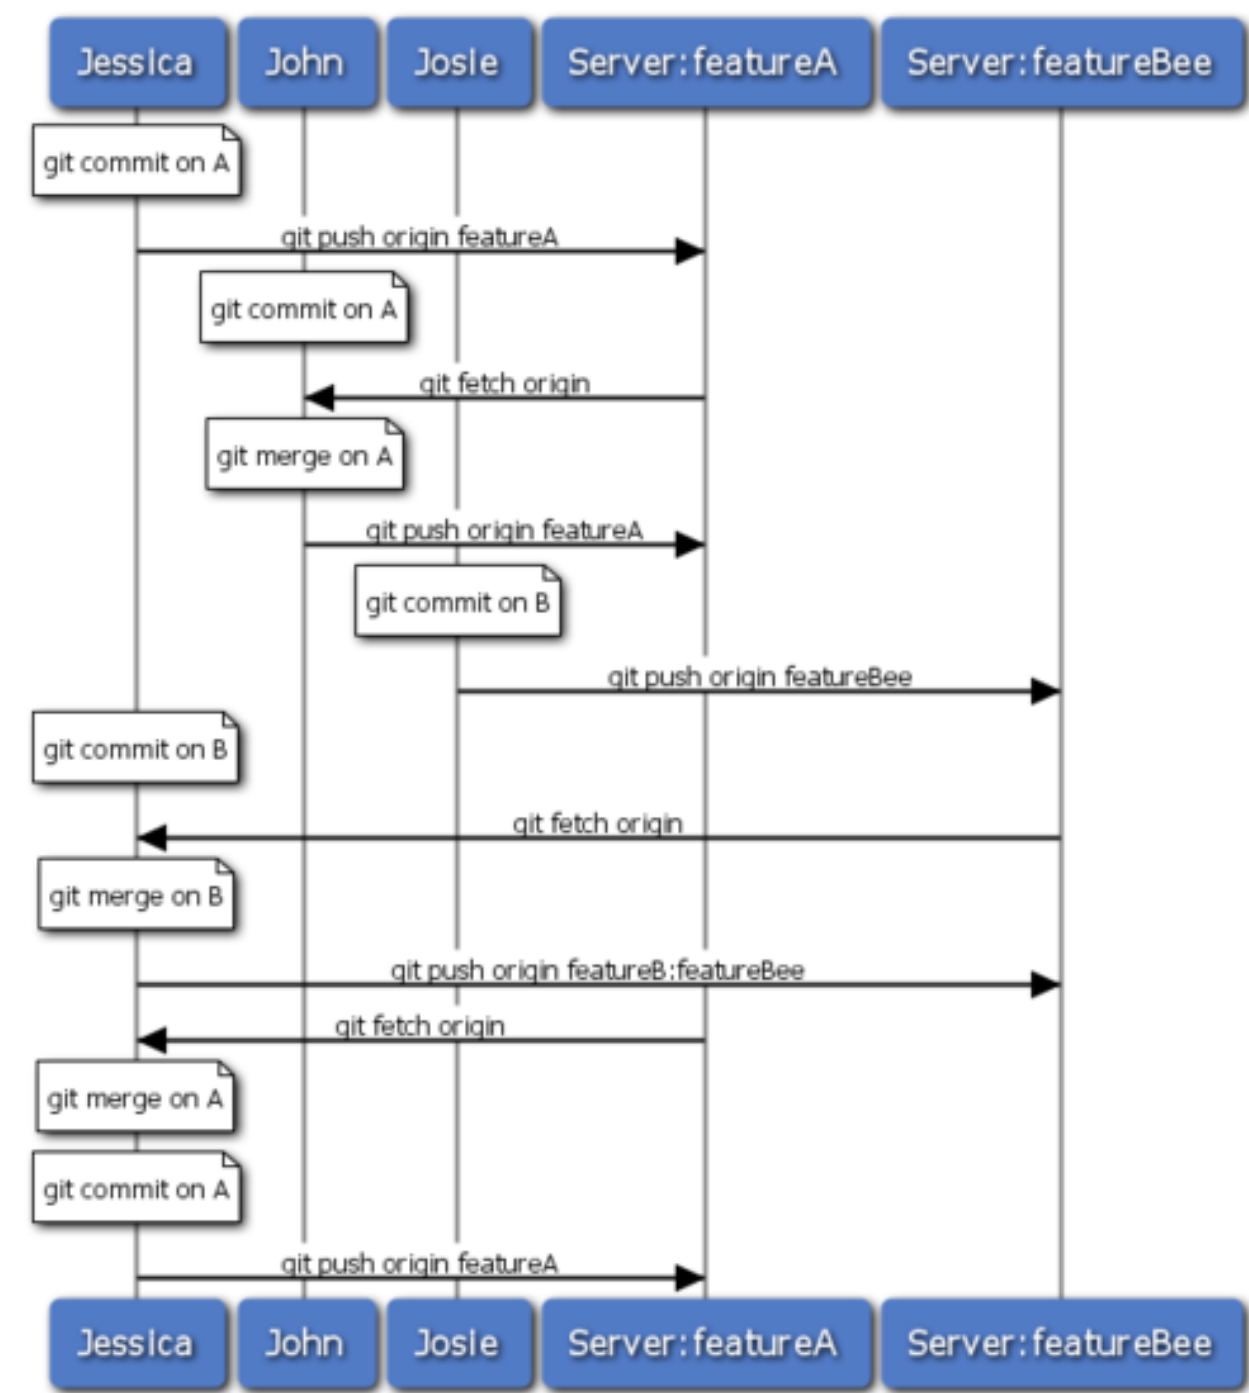 Jessica John Josie Server:featureA Server:featureBee
git commit on A
git push origin featureA
git commit on A
git fetch origin
git merge on A
git push origin featureA
git commit on B
git push origin featureBee
git commit on B
git fetch origin
git merge on B
git push origin featureB:featureBee
git fetch origin
git merge on A
git commit on A
git push origin featureA
Jessica John Josie Server:featureA Server:featureBee